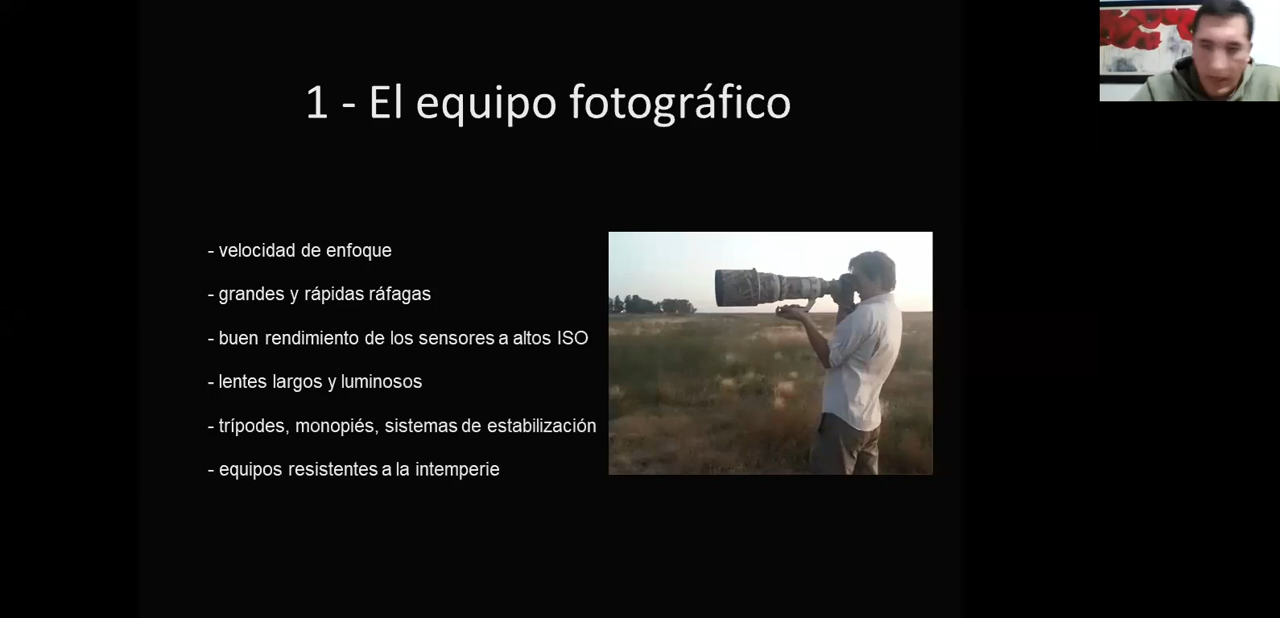 1 - El equipo fotográfico
- velocidad de enfoque
- grandes y rápidas ráfagas
- buen rendimiento de los sensores a altos ISO
- lentes largos y luminosos
- trípodes, monopiés, sistemas de estabilización
- equipos resistentes a la intemperie